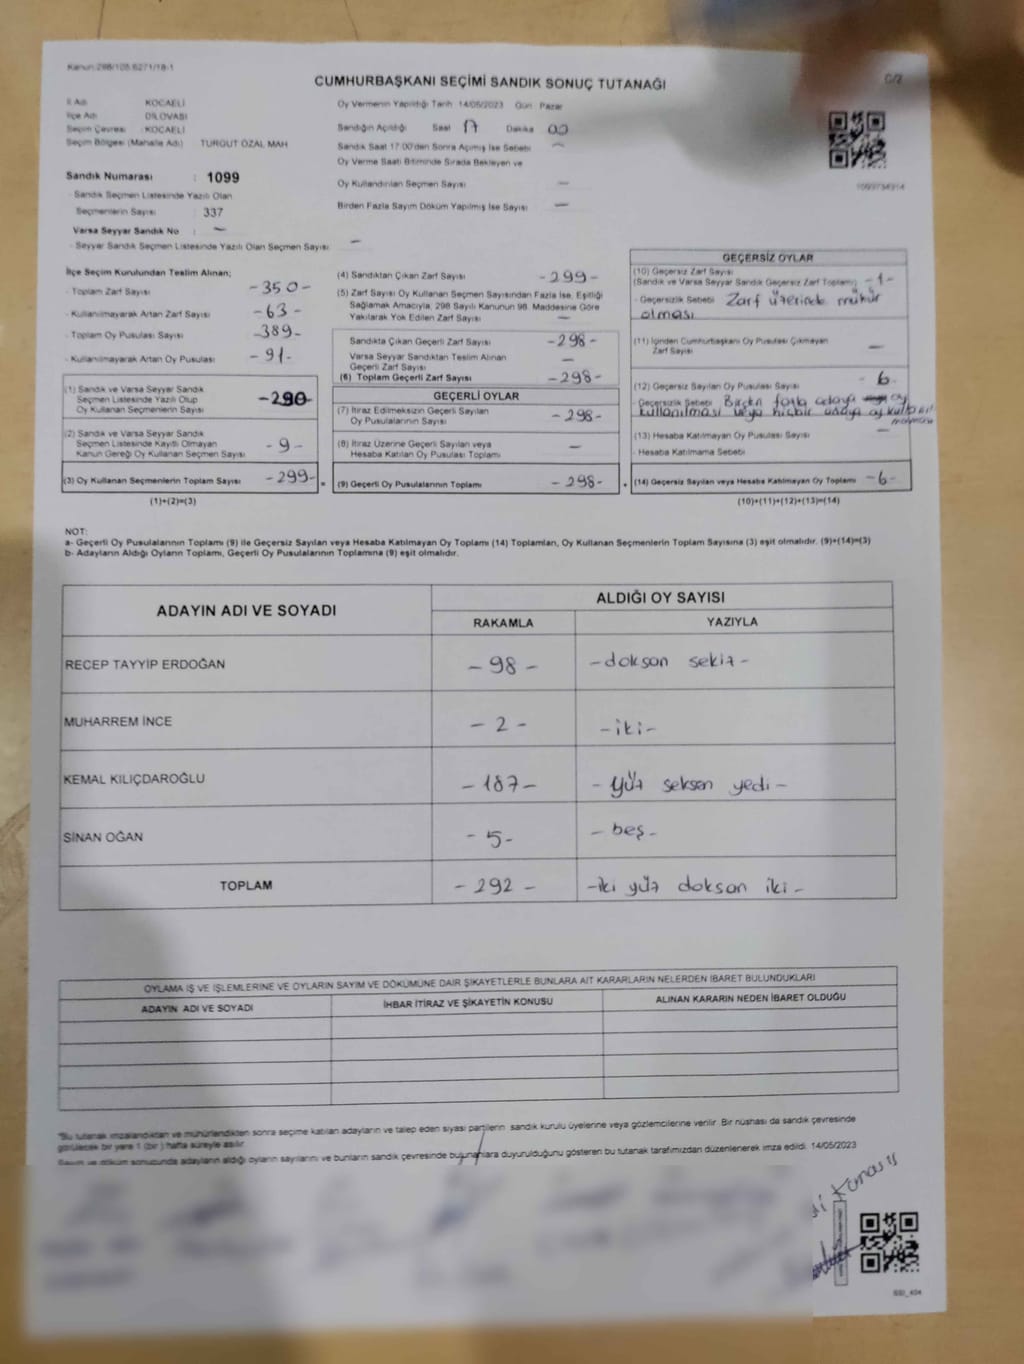 Kanun:298/105,6271/18-1
CUMHURBAŞKANI SEÇİMİ SANDIK SONUÇ TUTANAĞI
C/2
İl Adı KOCAELİ
İlçe Adı DİLOVASI
Seçim Çevresi : KOCAELİ
Seçim Bölgesi (Mahalle Adı) TURGUT ÖZAL MAH
Sandık Numarası : 1099
Sandık Seçmen Listesinde Yazılı Olan
Seçmenlerin Sayısı : 337
Varsa Seyyar Sandık No : -
- Seyyar Sandık Seçmen Listesinde Yazılı Olan Seçmen Sayısı : -
Oy Vermenin Yapıldığı Tarih 14/05/2023 Gün Pazar
Sandığın Açıldığı Saat 17 Dakika 00
Sandık Saat 17:00'den Sonra Açılmış İse Sebebi -
Oy Verme Saati Bitiminde Sırada Bekleyen ve
Oy Kullandırılan Seçmen Sayısı -
Birden Fazla Sayım Döküm Yapılmış İse Sayısı -
1099734914
İlçe Seçim Kurulundan Teslim Alınan;
- Toplam Zarf Sayısı -350-
- Kullanılmayarak Artan Zarf Sayısı -63-
- Toplam Oy Pusulası Sayısı -389-
- Kullanılmayarak Artan Oy Pusulası -91-
(1) Sandık ve Varsa Seyyar Sandık
Seçmen Listesinde Yazılı Olup
Oy Kullanan Seçmenlerin Sayısı -290-
(2) Sandık ve Varsa Seyyar Sandık
Seçmen Listesinde Kayıtlı Olmayan
Kanun Gereği Oy Kullanan Seçmen Sayısı -9-
(3) Oy Kullanan Seçmenlerin Toplam Sayısı -299-
(1)+(2)=(3)
(4) Sandıktan Çıkan Zarf Sayısı -299-
(5) Zarf Sayısı Oy Kullanan Seçmen Sayısından Fazla İse, Eşitliği
Sağlamak Amacıyla, 298 Sayılı Kanunun 98. Maddesine Göre
Yakılarak Yok Edilen Zarf Sayısı -
Sandıkta Çıkan Geçerli Zarf Sayısı -298-
Varsa Seyyar Sandıktan Teslim Alınan
Geçerli Zarf Sayısı -
(6) Toplam Geçerli Zarf Sayısı -298-
GEÇERLİ OYLAR
(7) İtiraz Edilmeksizin Geçerli Sayılan
Oy Pusulalarının Sayısı -298-
(8) İtiraz Üzerine Geçerli Sayılan veya
Hesaba Katılan Oy Pusulası Toplamı -
= (9) Geçerli Oy Pusulalarının Toplamı -298-
GEÇERSİZ OYLAR
(10) Geçersiz Zarf Sayısı
(Sandık ve Varsa Seyyar Sandık Geçersiz Zarf Toplamı) -1-
- Geçersizlik Sebebi Zarf üzerinde mühür
olması
(11) İçinden Cumhurbaşkanı Oy Pusulası Çıkmayan
Zarf Sayısı -
(12) Geçersiz Sayılan Oy Pusulası Sayısı -6-
- Geçersizlik Sebebi Birden fazla adaya oy
kullanılması veya hiçbir adaya oy
(13) Hesaba Katılmayan Oy Pusulası Sayısı -
- Hesaba Katılmama Sebebi
+ (14) Geçersiz Sayılan veya Hesaba Katılmayan Oy Toplamı -6-
(10)+(11)+(12)+(13)=(14)
NOT:
a- Geçerli Oy Pusulalarının Toplamı (9) ile Geçersiz Sayılan veya Hesaba Katılmayan Oy Toplamı (14) Toplamları, Oy Kullanan Seçmenlerin Toplam Sayısına (3) eşit olmalıdır. (9)+(14)=(3)
b- Adayların Aldığı Oyların Toplamı, Geçerli Oy Pusulalarının Toplamına (9) eşit olmalıdır.
ADAYIN ADI VE SOYADI ALDIĞI OY SAYISI
RAKAMLA YAZIYLA
RECEP TAYYİP ERDOĞAN -98- -doksan sekiz-
MUHARREM İNCE -2- -iki-
KEMAL KILIÇDAROĞLU -187- -yüz seksen yedi-
SİNAN OĞAN -5- -beş-
TOPLAM -292- -iki yüz doksan iki-
OYLAMA İŞ VE İŞLEMLERİNE VE OYLARIN SAYIM VE DÖKÜMÜNE DAİR ŞİKAYETLERLE BUNLARA AİT KARARLARIN NELERDEN İBARET BULUNDUKLARI
ADAYIN ADI VE SOYADI İHBAR İTİRAZ VE ŞİKAYETİN KONUSU ALINAN KARARIN NEDEN İBARET OLDUĞU
*Bu tutanak imzalandıktan ve mühürlendikten sonra seçime katılan adayların ve talep eden siyasi partilerin sandık kurulu üyelerine veya gözlemcilerine verilir. Bir nüshası da sandık çevresinde
görülecek bir yere 1 (bir) hafta süreyle asılır.
Sayım ve döküm sonucunda adayların aldığı oyların sayılarını ve bunların sandık çevresinde bulunanlara duyurulduğunu gösteren bu tutanak tarafımızdan düzenlenerek imza edildi. 14/05/2023